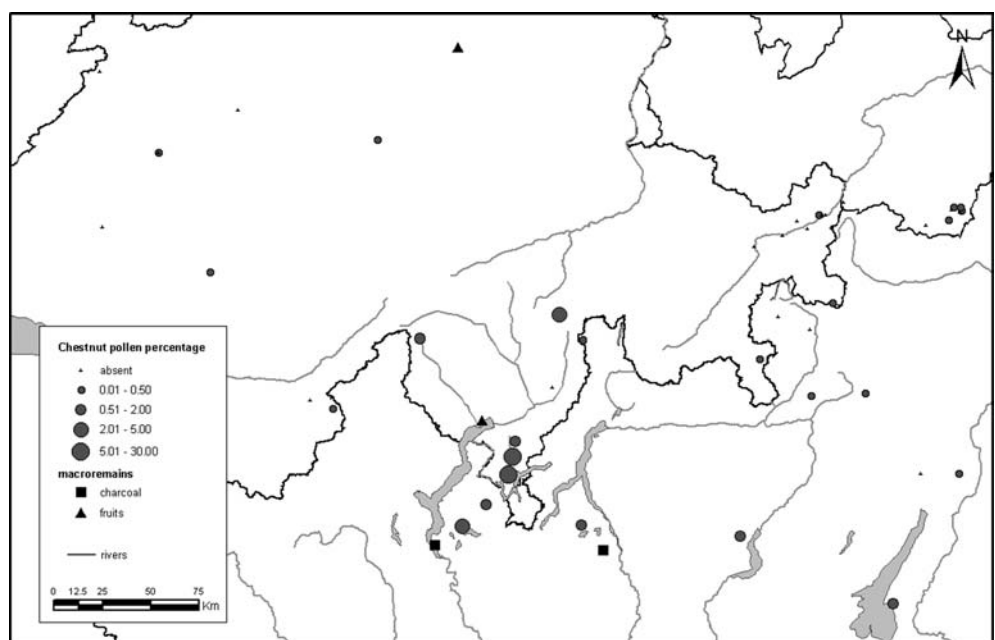 N
Chestnut pollen percentage
absent
0.01 - 0.50
0.51 - 2.00
2.01 - 5.00
5.01 - 30.00
macroremains
charcoal
fruits
rivers
0 12.5 25 50 75
Km